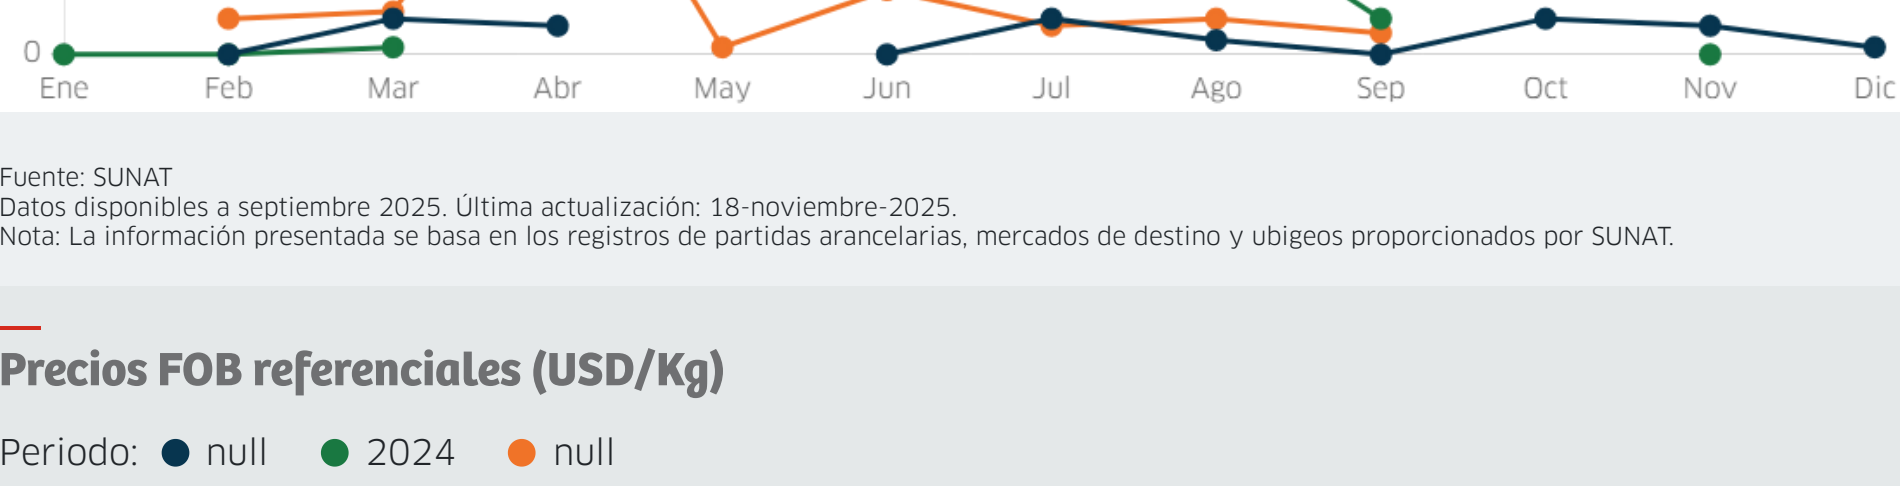 0
Ene Feb Mar Abr May Jun Jul Ago Sep Oct Nov Dic
Fuente: SUNAT
Datos disponibles a septiembre 2025. Última actualización: 18-noviembre-2025.
Nota: La información presentada se basa en los registros de partidas arancelarias, mercados de destino y ubigeos proporcionados por SUNAT.
Precios FOB referenciales (USD/Kg)
Periodo: null 2024 null